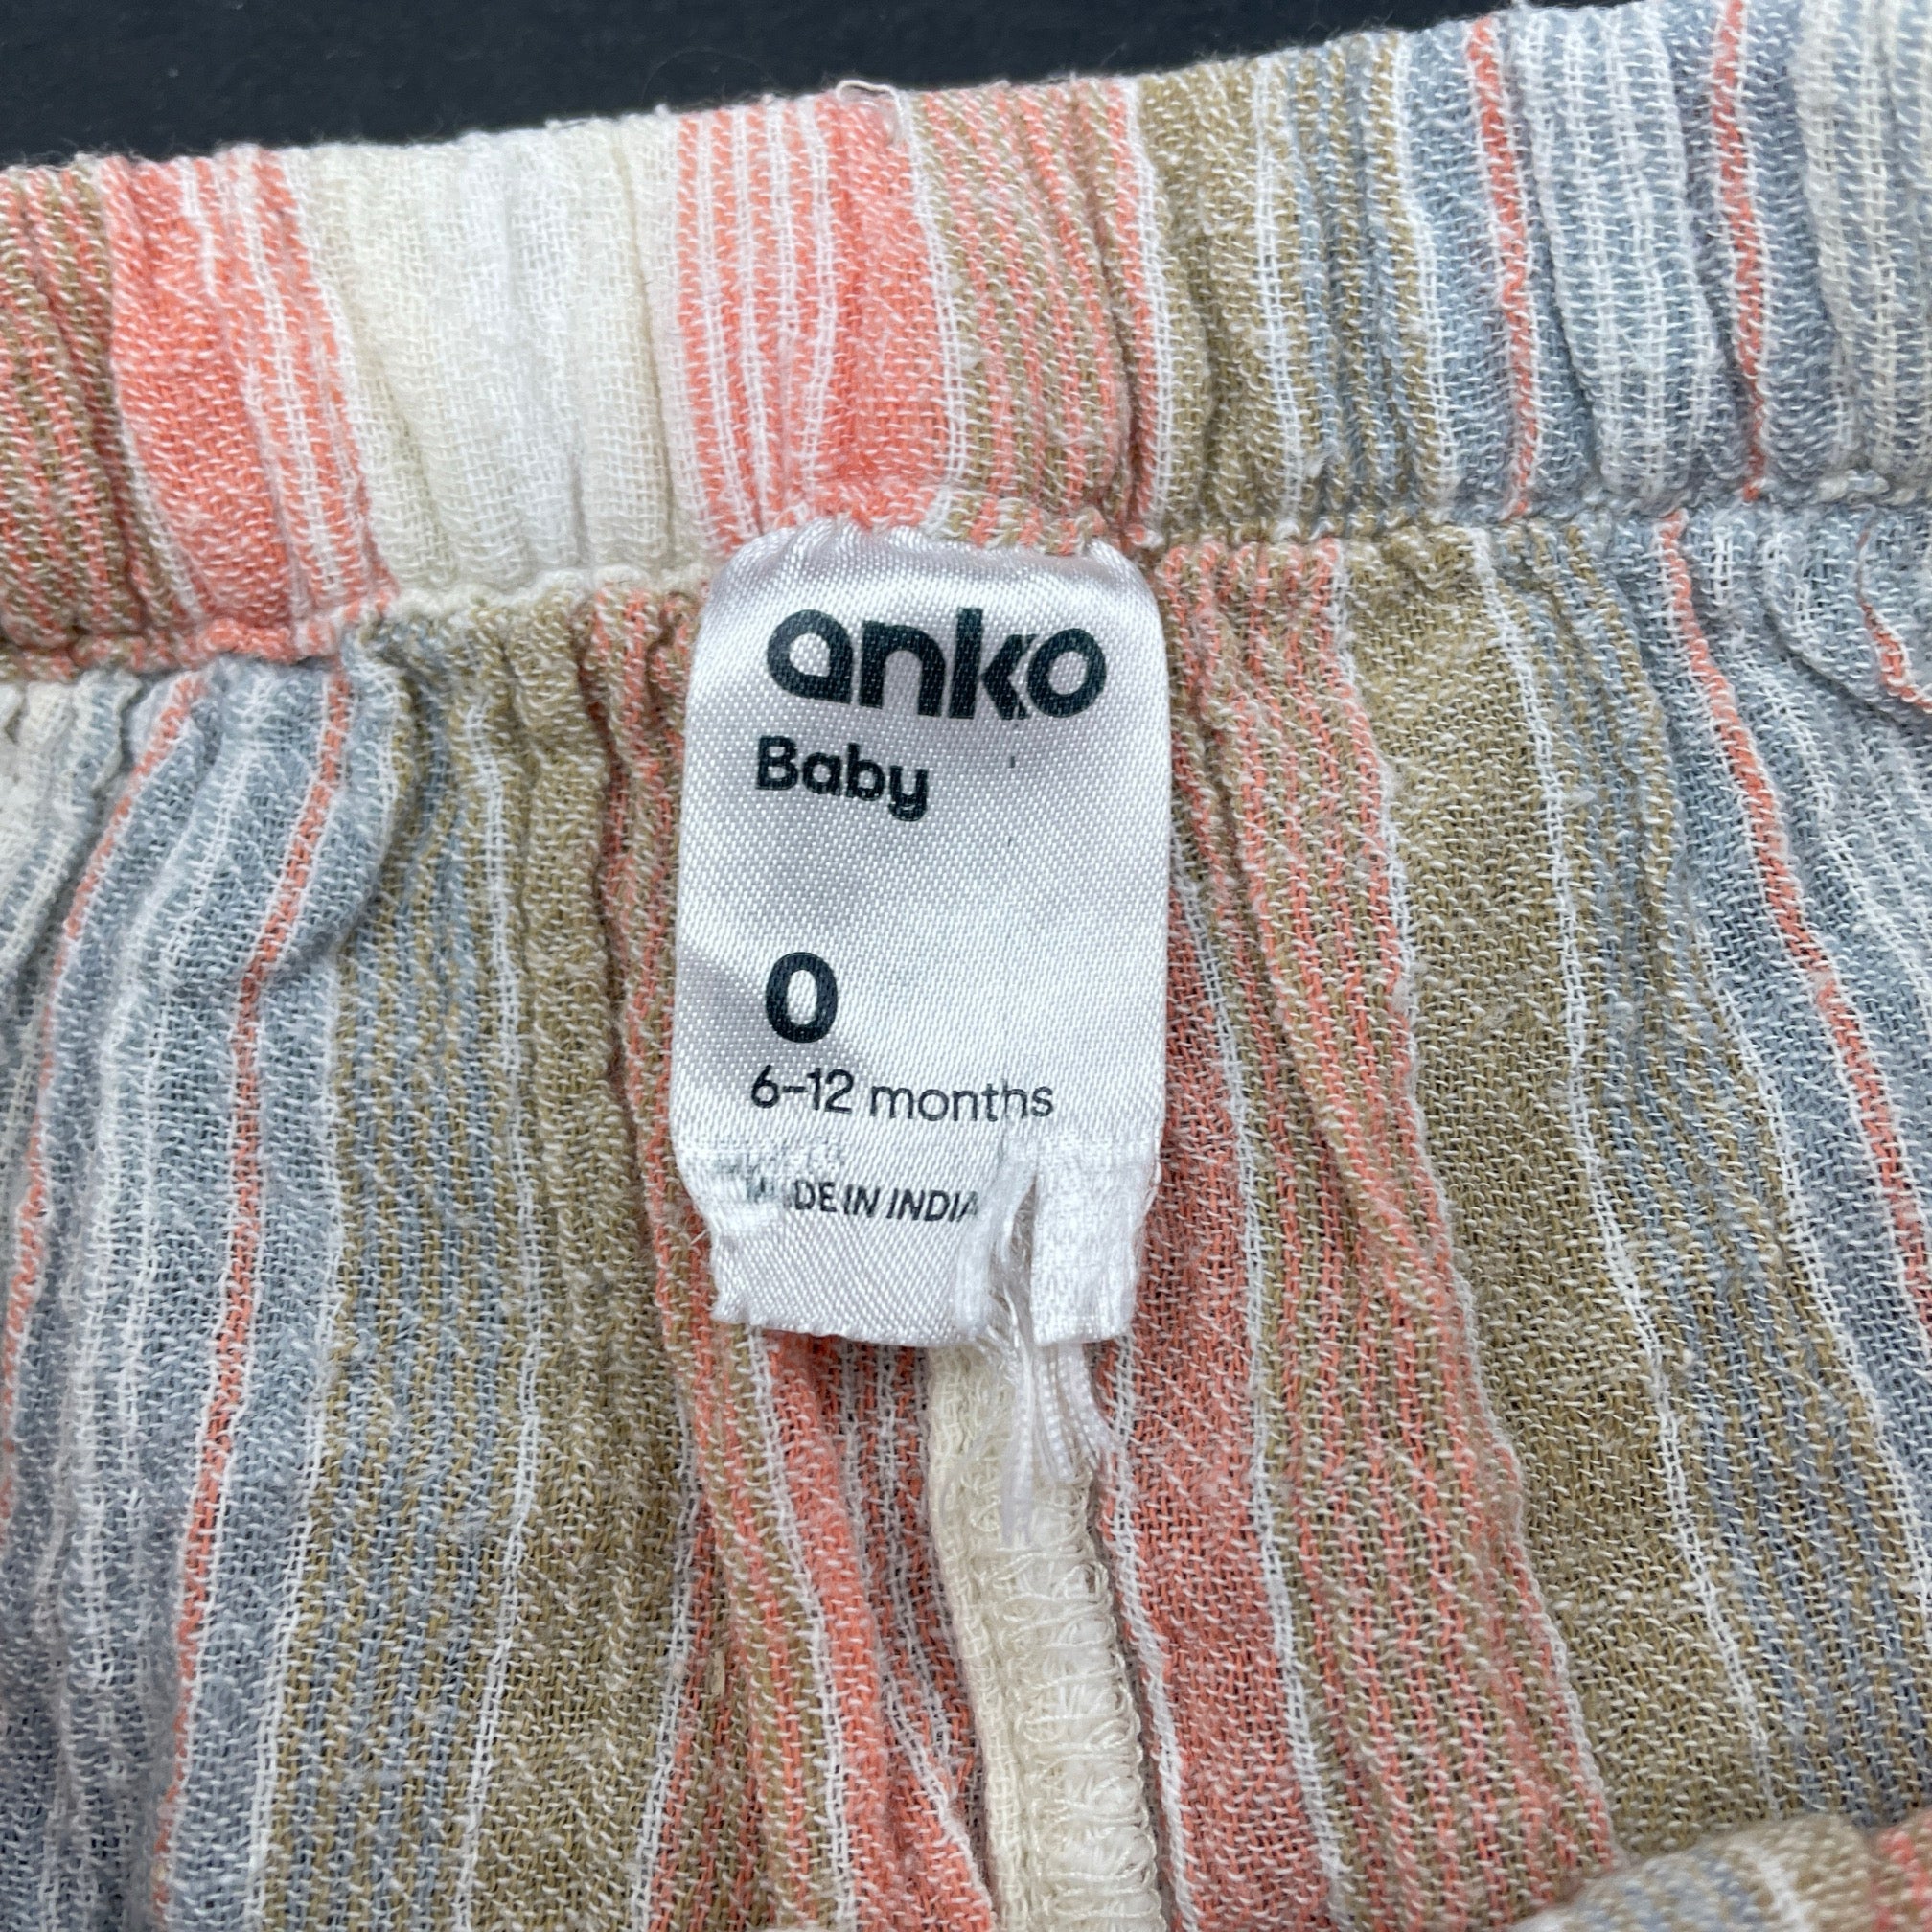 anko
Baby
0
6-12 months
MADE IN INDIA